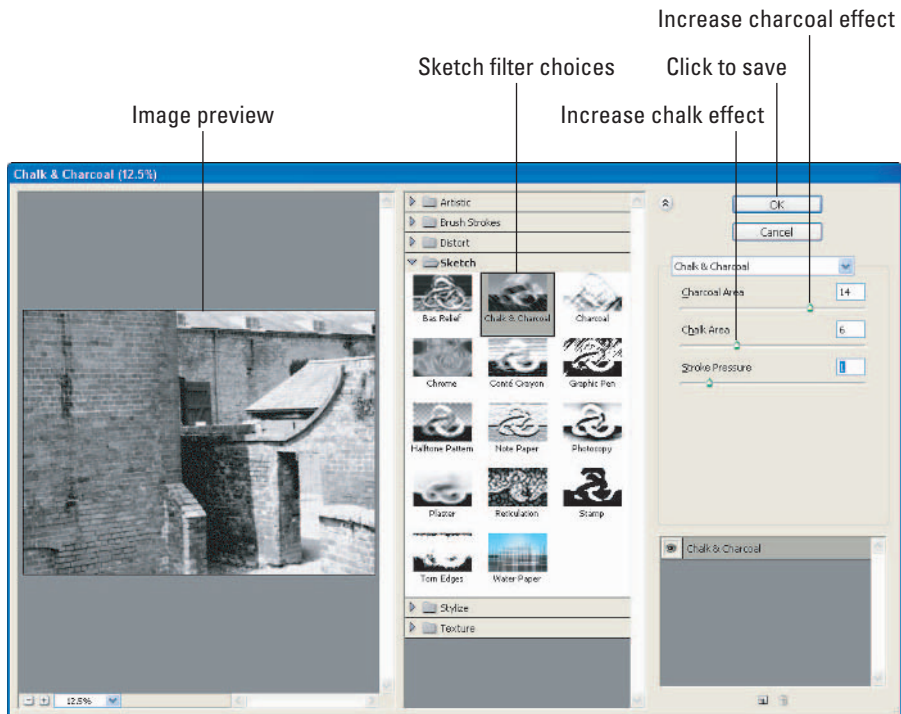 Increase charcoal effect
Sketch filter choices
Click to save
Image preview
Increase chalk effect
Chalk & Charcoal (12.5%)
Artistic
Brush Strokes
Distort
Sketch
Bas Relief
Chalk & Charcoal
Charcoal
Chrome
Conté Crayon
Graphic Pen
Halftone Pattern
Note Paper
Photocopy
Plaster
Reticulation
Stamp
Torn Edges
Water Paper
Stylize
Texture
OK
Cancel
Chalk & Charcoal
Charcoal Area 14
Chalk Area 6
Stroke Pressure 1
Chalk & Charcoal
12.5%